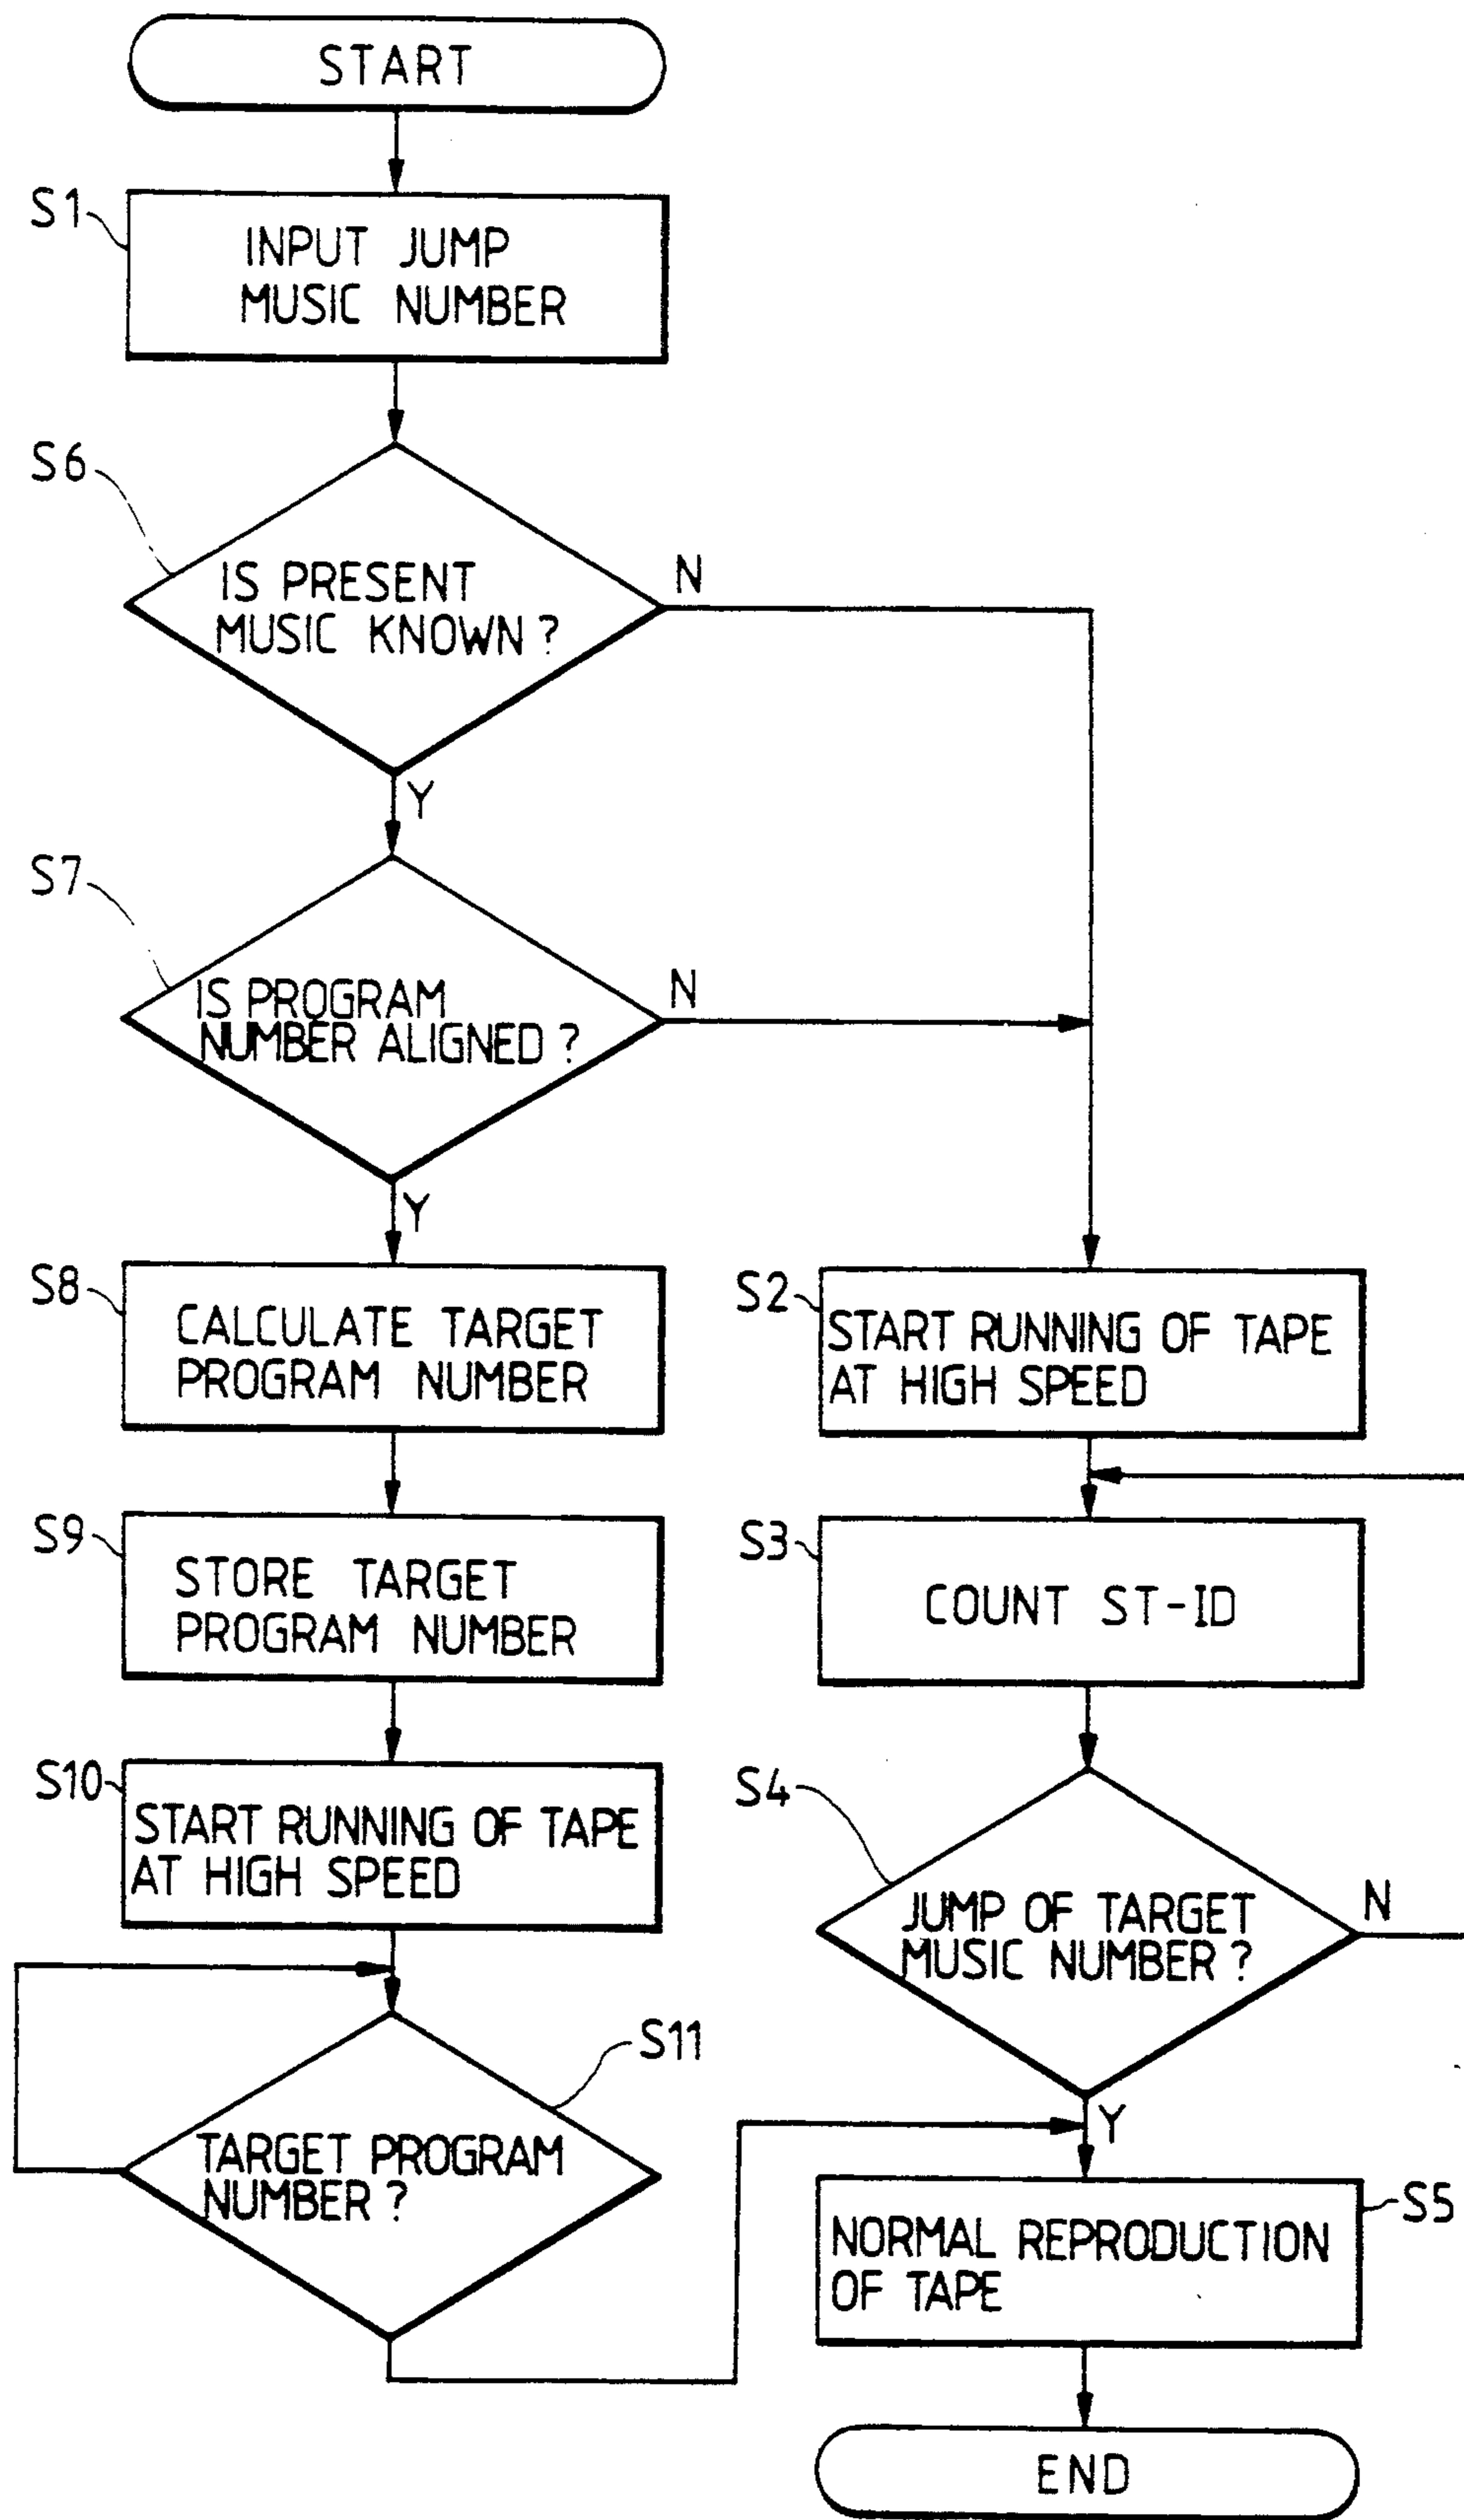 START
S1
INPUT JUMP
MUSIC NUMBER
S6
IS PRESENT
MUSIC KNOWN ?
N
Y
S7
IS PROGRAM
NUMBER ALIGNED ?
N
Y
S8
CALCULATE TARGET
PROGRAM NUMBER
S2
START RUNNING OF TAPE
AT HIGH SPEED
S9
STORE TARGET
PROGRAM NUMBER
S3
COUNT ST-ID
S10
START RUNNING OF TAPE
AT HIGH SPEED
S4
JUMP OF TARGET
MUSIC NUMBER ?
N
Y
S11
TARGET PROGRAM
NUMBER ?
S5
NORMAL REPRODUCTION
OF TAPE
END